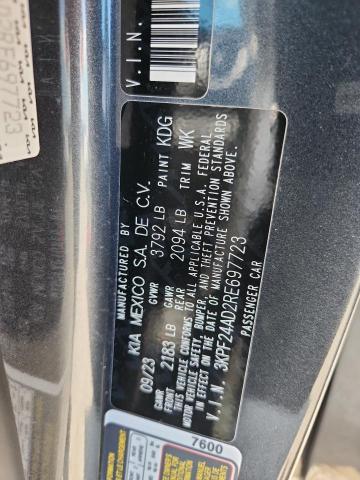 V.I.N.
MANUFACTURED BY
KIA MEXICO S.A. DE C.V.
09/23 GVWR 3792 LB PAINT KDG
GAWR FRONT 2183 LB GAWR REAR 2094 LB TRIM WK
THIS VEHICLE CONFORMS TO ALL APPLICABLE U.S.A. FEDERAL
MOTOR VEHICLE SAFETY, BUMPER, AND THEFT PREVENTION STANDARDS
IN EFFECT ON THE DATE OF MANUFACTURE SHOWN ABOVE.
V.I.N. 3KPF24AD2RE697723
PASSENGER CAR
7600